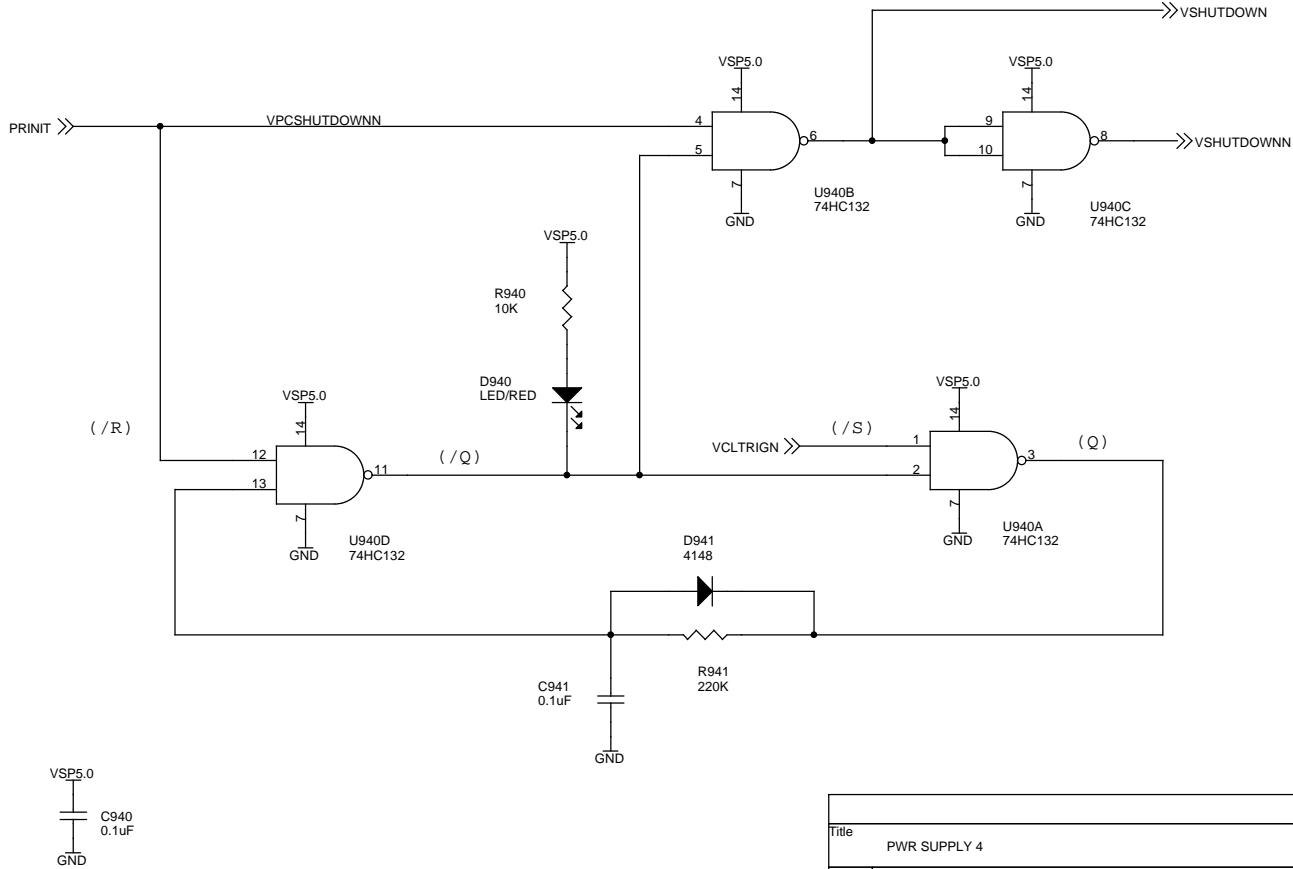 VSHUTDOWN
VSP5.0
14
4
5
6
7
GND
U940B
74HC132
VSP5.0
14
9
10
8
7
GND
U940C
74HC132
VSHUTDOWNN
PRINIT
VPCSHUTDOWNN
VSP5.0
R940
10K
D940
LED/RED
(/R)
VSP5.0
14
12
13
11
7
GND
U940D
74HC132
(/Q)
VCLTRIGN
(/S)
VSP5.0
14
1
2
3
7
GND
U940A
74HC132
(Q)
D941
4148
R941
220K
C941
0.1uF
GND
VSP5.0
C940
0.1uF
GND
Title
PWR SUPPLY 4